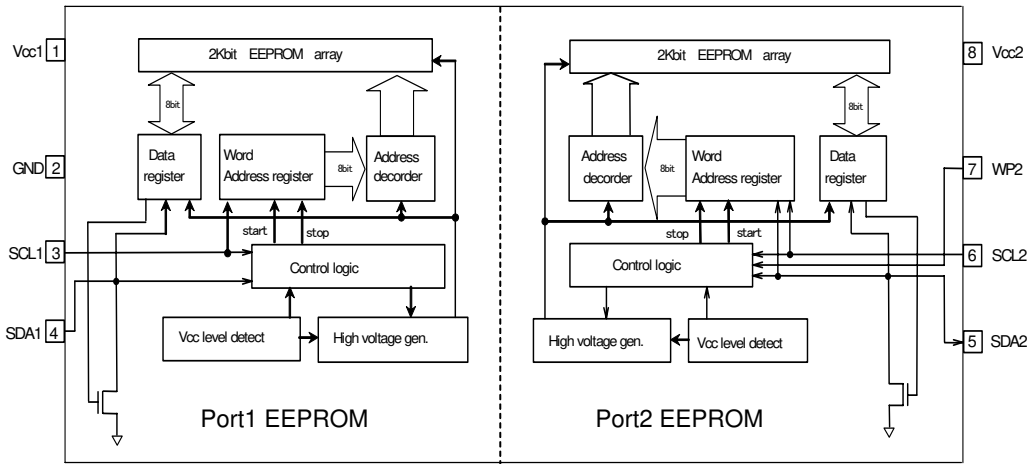 Vcc1 1
2Kbit EEPROM array
8bit
GND 2
Data register
Word Address register
8bit
Address decorder
start
stop
SCL1 3
Control logic
SDA1 4
Vcc level detect
High voltage gen.
Port1 EEPROM
2Kbit EEPROM array
8 Vcc2
8bit
Address decorder
8bit
Word Address register
Data register
7 WP2
stop
start
6 SCL2
Control logic
High voltage gen.
Vcc level detect
5 SDA2
Port2 EEPROM